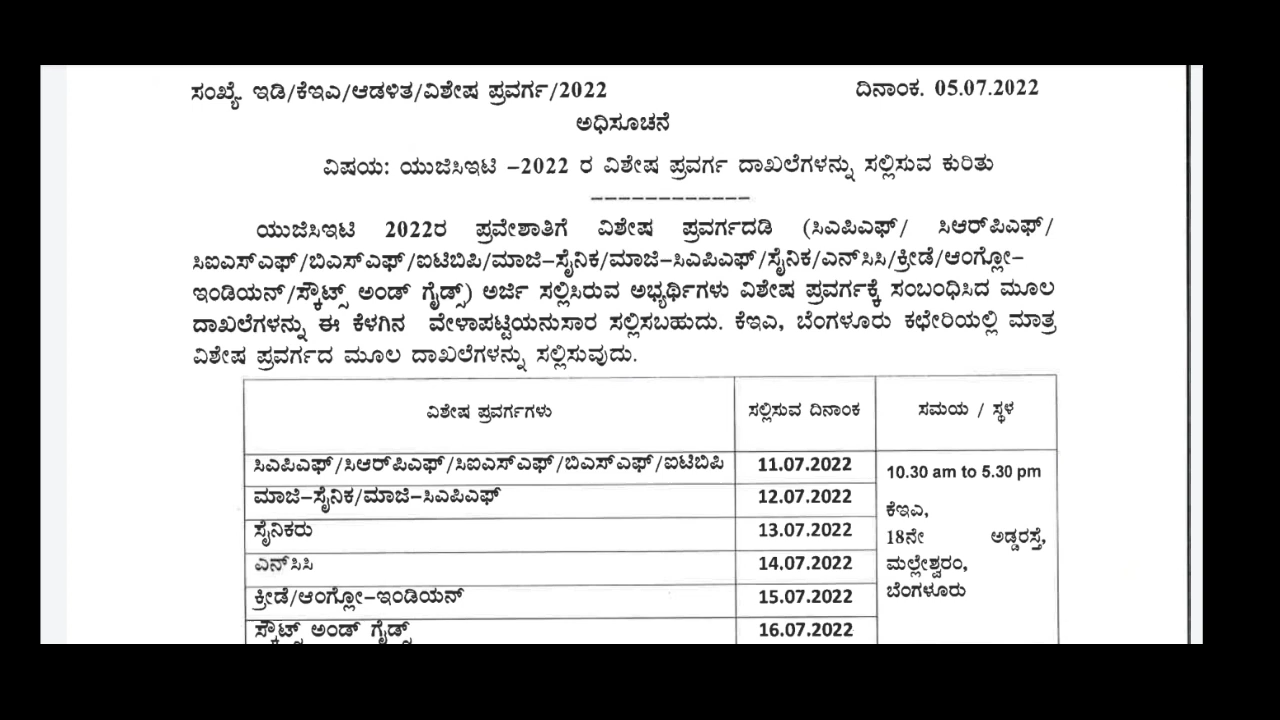 ಸಂಖ್ಯೆ ಇಡಿ/ಕೆಇಎ/ಆಡಳಿತ/ವಿಶೇಷ ಪ್ರವರ್ಗ/2022 ದಿನಾಂಕ. 05.07.2022
ಅಧಿಸೂಚನೆ
ವಿಷಯ: ಯುಜಿಸಿಇಟಿ –2022 ರ ವಿಶೇಷ ಪ್ರವರ್ಗ ದಾಖಲೆಗಳನ್ನು ಸಲ್ಲಿಸುವ ಕುರಿತು
––––––––––––
ಯುಜಿಸಿಇಟಿ 2022ರ ಪ್ರವೇಶಾತಿಗೆ ವಿಶೇಷ ಪ್ರವರ್ಗದಡಿ (ಸಿಎಪಿಎಫ್/ ಸಿಆರ್‌ಪಿಎಫ್/
ಸಿಐಎಸ್‌ಎಫ್/ಬಿಎಸ್‌ಎಫ್/ಐಟಿಬಿಪಿ/ಮಾಜಿ–ಸೈನಿಕ/ಮಾಜಿ–ಸಿಎಪಿಎಫ್/ಸೈನಿಕ/ಎನ್‌ಸಿಸಿ/ಕ್ರೀಡೆ/ಆಂಗ್ಲೋ–
ಇಂಡಿಯನ್/ಸ್ಕೌಟ್ಸ್ ಅಂಡ್ ಗೈಡ್ಸ್) ಅರ್ಜಿ ಸಲ್ಲಿಸಿರುವ ಅಭ್ಯರ್ಥಿಗಳು ವಿಶೇಷ ಪ್ರವರ್ಗಕ್ಕೆ ಸಂಬಂಧಿಸಿದ ಮೂಲ
ದಾಖಲೆಗಳನ್ನು ಈ ಕೆಳಗಿನ ವೇಳಾಪಟ್ಟಿಯನುಸಾರ ಸಲ್ಲಿಸಬಹುದು. ಕೆಇಎ, ಬೆಂಗಳೂರು ಕಛೇರಿಯಲ್ಲಿ ಮಾತ್ರ
ವಿಶೇಷ ಪ್ರವರ್ಗದ ಮೂಲ ದಾಖಲೆಗಳನ್ನು ಸಲ್ಲಿಸುವುದು.
ವಿಶೇಷ ಪ್ರವರ್ಗಗಳು ಸಲ್ಲಿಸುವ ದಿನಾಂಕ ಸಮಯ / ಸ್ಥಳ
ಸಿಎಪಿಎಫ್/ಸಿಆರ್‌ಪಿಎಫ್/ಸಿಐಎಸ್‌ಎಫ್/ಬಿಎಸ್‌ಎಫ್/ಐಟಿಬಿಪಿ 11.07.2022 10.30 am to 5.30 pm
ಮಾಜಿ–ಸೈನಿಕ/ಮಾಜಿ–ಸಿಎಪಿಎಫ್ 12.07.2022 ಕೆಇಎ,
ಸೈನಿಕರು 13.07.2022 18ನೇ ಅಡ್ಡರಸ್ತೆ,
ಎನ್‌ಸಿಸಿ 14.07.2022 ಮಲ್ಲೇಶ್ವರಂ,
ಕ್ರೀಡೆ/ಆಂಗ್ಲೋ–ಇಂಡಿಯನ್ 15.07.2022 ಬೆಂಗಳೂರು
ಸ್ಕೌಟ್ಸ್ ಅಂಡ್ ಗೈಡ್ಸ್ 16.07.2022